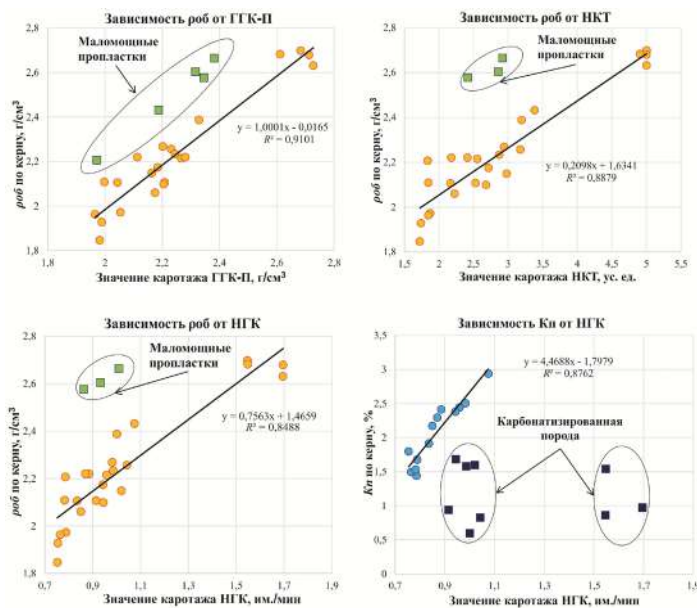 Зависимость ρоб от ГГК-П
Маломощные
пропластки
y = 1,0001x - 0,0165
R² = 0,9101
ρоб по керну, г/см³
2,8
2,6
2,4
2,2
2
1,8
1,8
2
2,2
2,4
2,6
2,8
Значение каротажа ГГК-П, г/см³
Зависимость ρоб от НКТ
Маломощные
пропластки
y = 0,2098x + 1,6341
R² = 0,8879
ρоб по керну, г/см³
2,8
2,6
2,4
2,2
2
1,8
1,5
2
2,5
3
3,5
4
4,5
5
5,5
Значение каротажа НКТ, ус. ед.
Зависимость ρоб от НГК
Маломощные
пропластки
y = 0,7563x + 1,4659
R² = 0,8488
ρоб по керну, г/см³
2,8
2,6
2,4
2,2
2
1,8
0,7
0,9
1,1
1,3
1,5
1,7
1,9
Значение каротажа НГК, им./мин
Зависимость Кп от НГК
y = 4,4688x - 1,7979
R² = 0,8762
Карбонатизированная
порода
Кп по керну, %
3,5
3
2,5
2
1,5
1
0,5
0
0,7
0,9
1,1
1,3
1,5
1,7
1,9
Значение каротажа НГК, им./мин